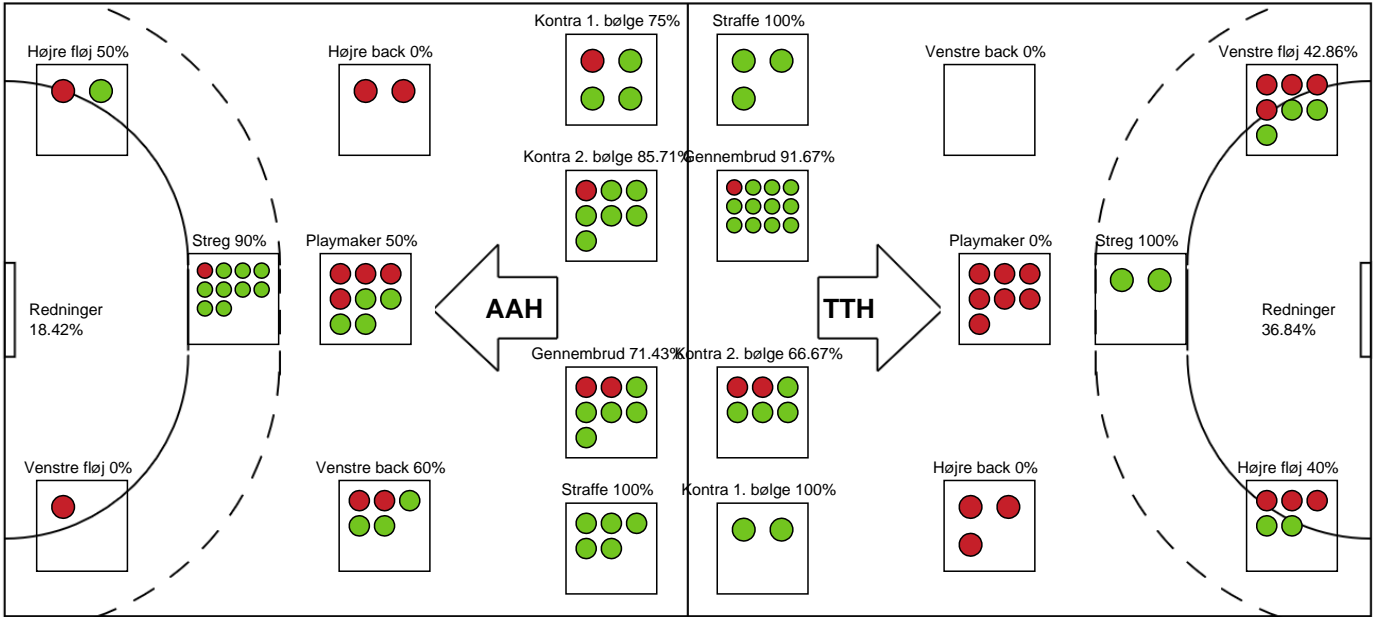 Kontra 1. bølge 75%
Straffe 100%
Højre fløj 50%
Højre back 0%
Venstre back 0%
Venstre fløj 42.86%
Kontra 2. bølge 85.71%
Gennembrud 91.67%
Streg 90%
Playmaker 50%
Playmaker 0%
Streg 100%
AAH
TTH
Redninger
18.42%
Redninger
36.84%
Gennembrud 71.43%
Kontra 2. bølge 66.67%
Venstre fløj 0%
Venstre back 60%
Højre back 0%
Højre fløj 40%
Straffe 100%
Kontra 1. bølge 100%